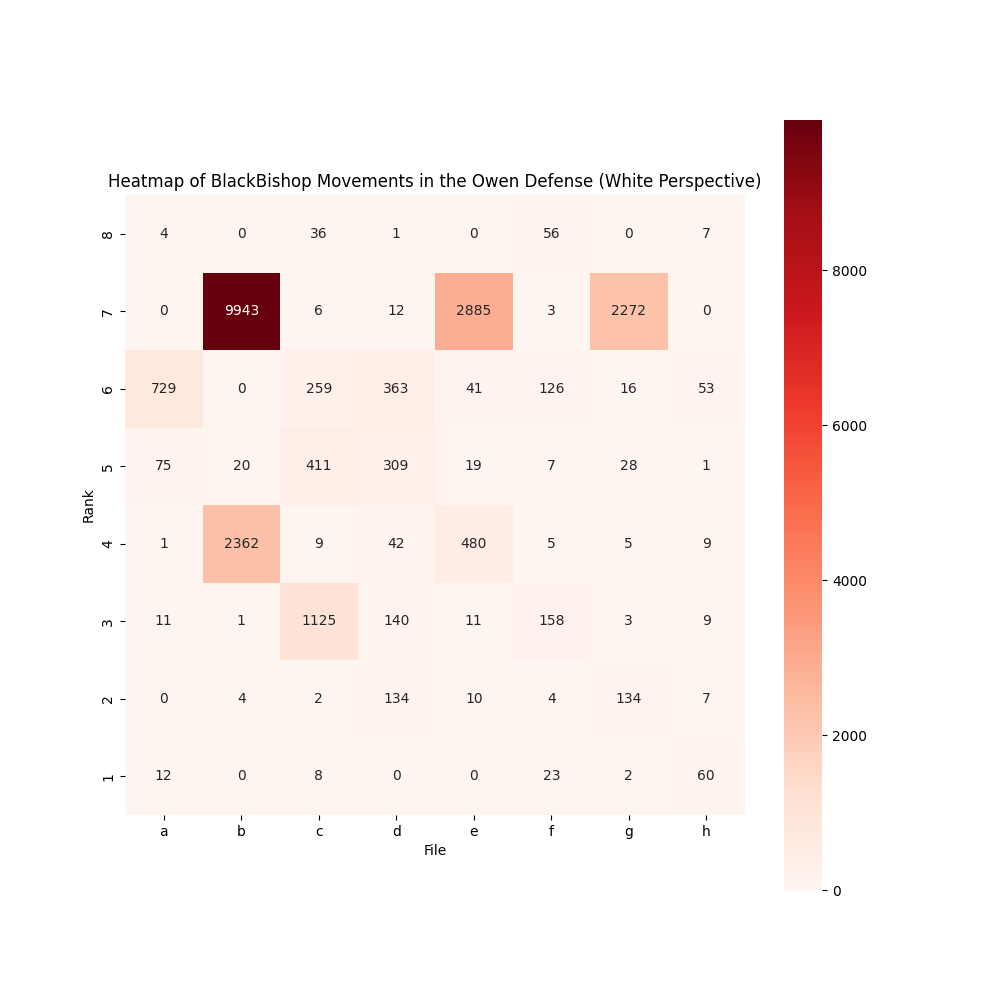 Heatmap of BlackBishop Movements in the Owen Defense (White Perspective)
8 4 0 36 1 0 56 0 7
7 0 9943 6 12 2885 3 2272 0
6 729 0 259 363 41 126 16 53
5 75 20 411 309 19 7 28 1
4 1 2362 9 42 480 5 5 9
3 11 1 1125 140 11 158 3 9
2 0 4 2 134 10 4 134 7
1 12 0 8 0 0 23 2 60
a b c d e f g h
File
Rank
8000
6000
4000
2000
0